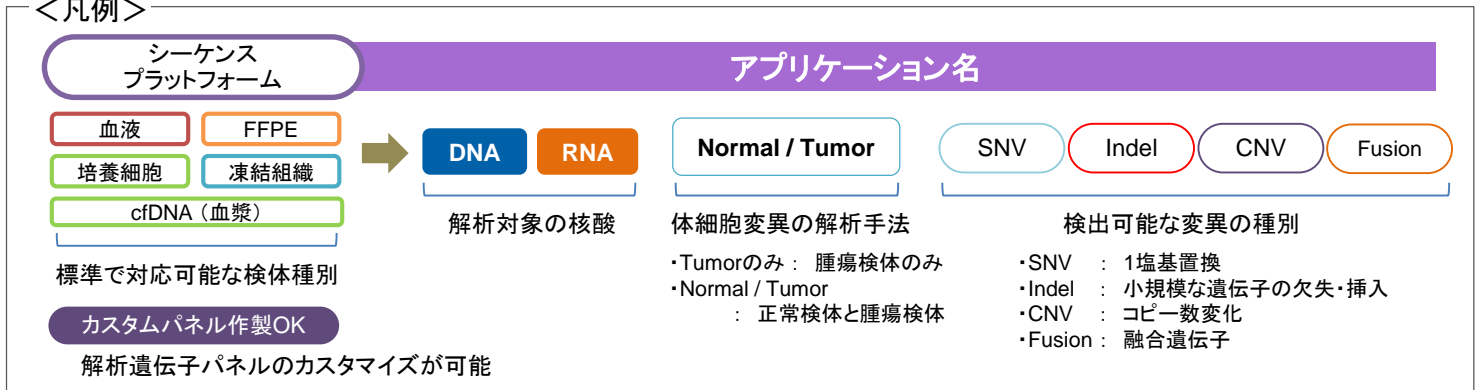 ＜凡例＞
シーケンス
プラットフォーム
アプリケーション名
血液
FFPE
培養細胞
凍結組織
cfDNA（血漿）
DNA
RNA
Normal / Tumor
SNV
Indel
CNV
Fusion
標準で対応可能な検体種別
解析対象の核酸
体細胞変異の解析手法
・Tumorのみ： 腫瘍検体のみ
・Normal / Tumor
： 正常検体と腫瘍検体
検出可能な変異の種別
・SNV ： 1塩基置換
・Indel ： 小規模な遺伝子の欠失・挿入
・CNV ： コピー数変化
・Fusion： 融合遺伝子
カスタムパネル作製OK
解析遺伝子パネルのカスタマイズが可能